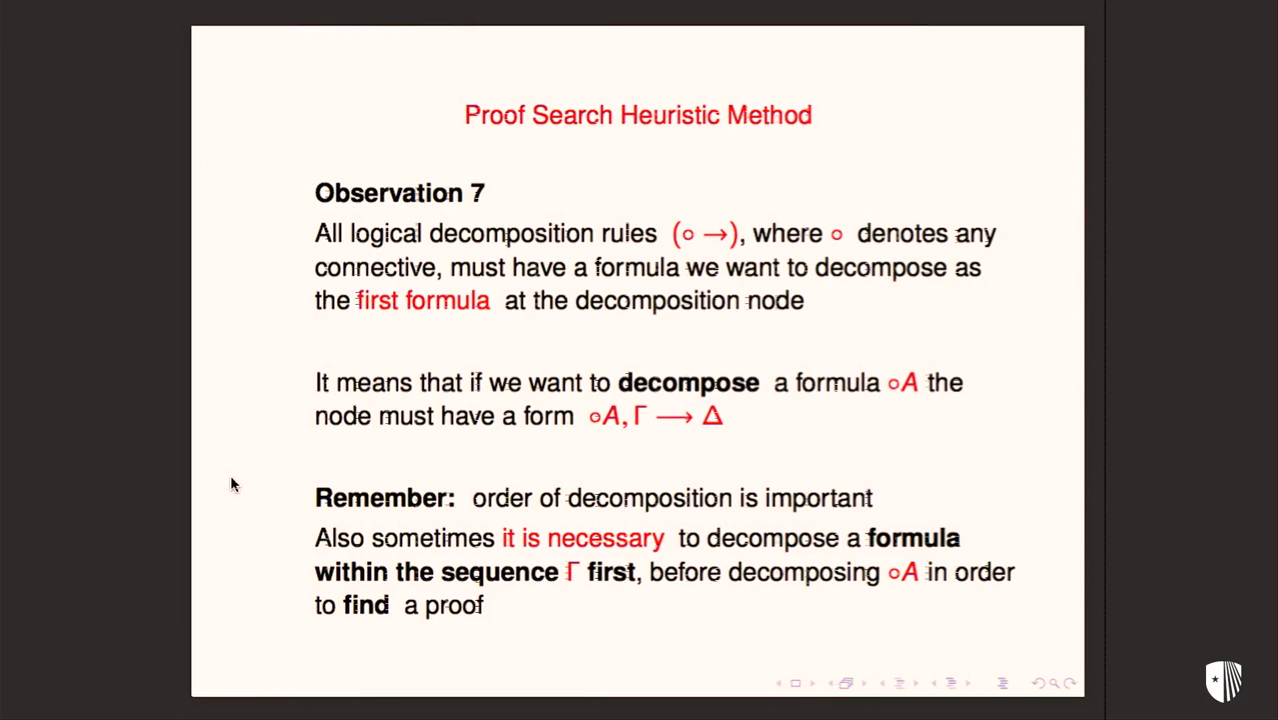 Proof Search Heuristic Method
Observation 7
All logical decomposition rules (∘ →), where ∘ denotes any
connective, must have a formula we want to decompose as
the first formula at the decomposition node
It means that if we want to decompose a formula ∘A the
node must have a form ∘A, Γ ⟶ Δ
Remember: order of decomposition is important
Also sometimes it is necessary to decompose a formula
within the sequence Γ first, before decomposing ∘A in order
to find a proof